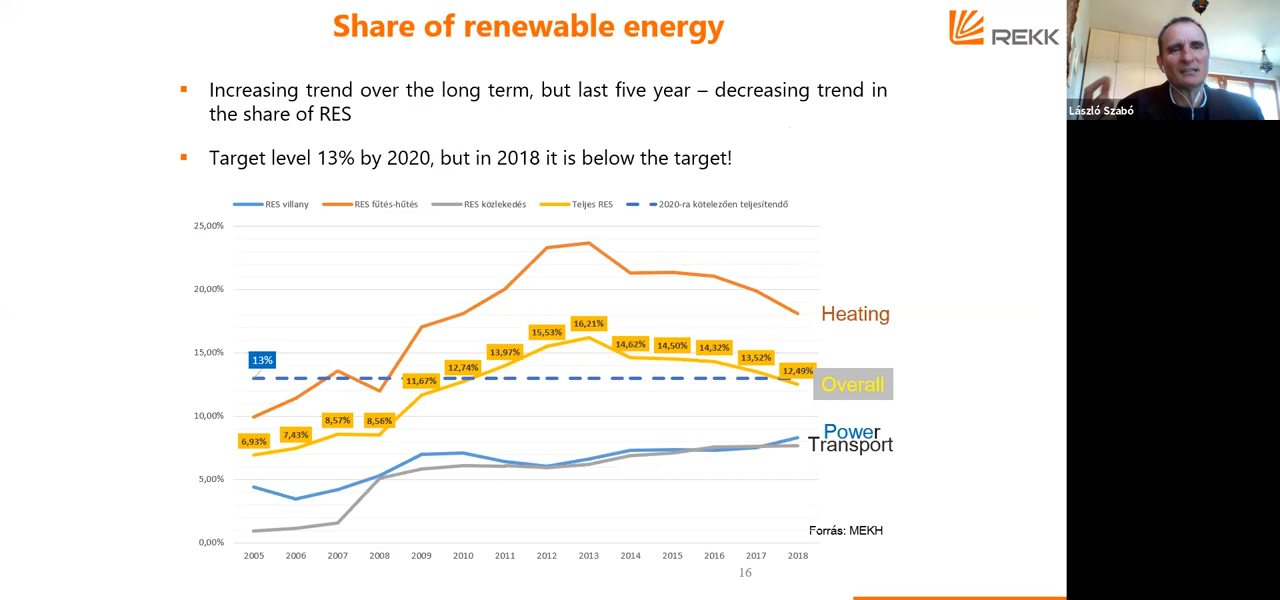 Share of renewable energy
REKK
László Szabó
▪ Increasing trend over the long term, but last five year – decreasing trend in
the share of RES
▪ Target level 13% by 2020, but in 2018 it is below the target!
RES villany RES fűtés-hűtés RES közlekedés Teljes RES 2020-ra kötelezően teljesítendő
25,00%
20,00%
15,00%
10,00%
5,00%
0,00%
13%
6,93%
7,43%
8,57%
8,56%
11,67%
12,74%
13,97%
15,53%
16,21%
14,62%
14,50%
14,32%
13,52%
12,49%
Heating
Overall
Power
Transport
Forrás: MEKH
2005 2006 2007 2008 2009 2010 2011 2012 2013 2014 2015 2016 2017 2018
16